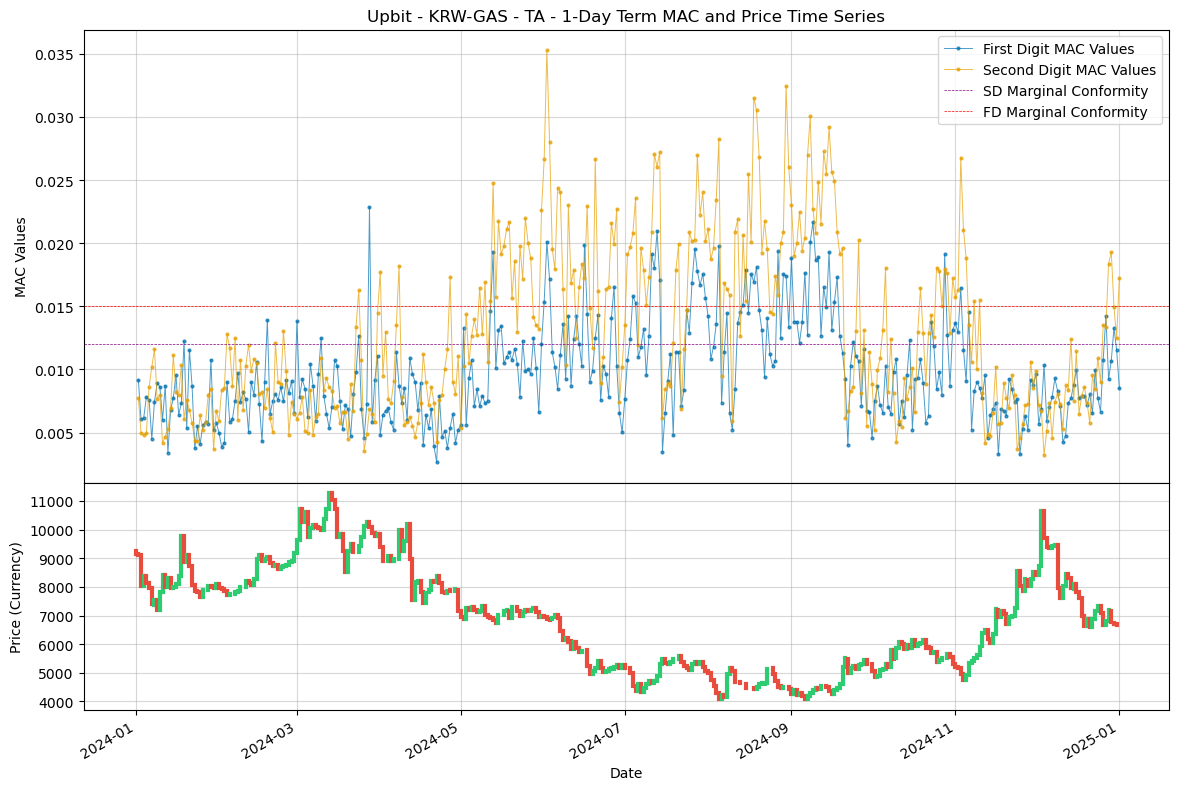 Upbit - KRW-GAS - TA - 1-Day Term MAC and Price Time Series
First Digit MAC Values
Second Digit MAC Values
SD Marginal Conformity
FD Marginal Conformity
MAC Values
0.035
0.030
0.025
0.020
0.015
0.010
0.005
Price (Currency)
11000
10000
9000
8000
7000
6000
5000
4000
2024-01
2024-03
2024-05
2024-07
2024-09
2024-11
2025-01
Date